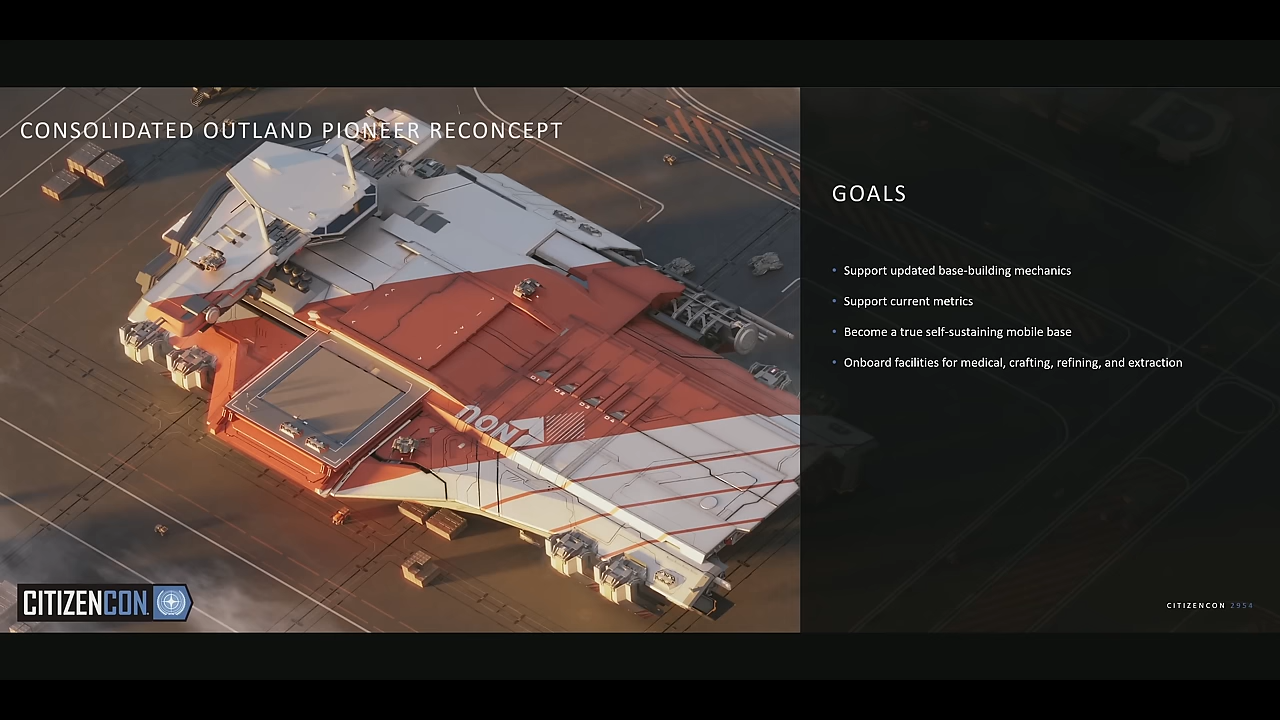 CONSOLIDATED OUTLAND PIONEER RECONCEPT
GOALS
• Support updated base-building mechanics
• Support current metrics
• Become a true self-sustaining mobile base
• Onboard facilities for medical, crafting, refining, and extraction
CITIZENCON
CITIZENCON 2954